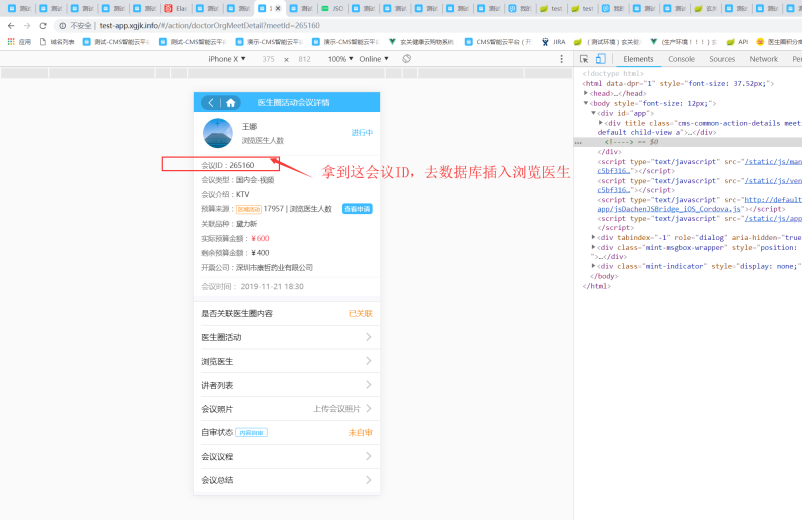 Elas
JSC
test
test
不安全 | test-app.xgjk.info/#/action/doctorOrgMeetDetail?meetId=265160
应用
域名列表
测试-CMS智能云平台
测试-CMS智能云平台
演示-CMS智能云平台
演示-CMS智能云平台
玄关健康云购物系统
CMS智能云平台（开
JIRA
（测试环境）玄关统
(生产环境！！！) 玄
API
iPhone X ▼ 375 × 812 100% ▼ Online ▼
Elements Console Sources Network
医生圈活动会议详情
王娜
浏览医生人数
进行中
会议ID：265160
拿到这会议ID，去数据库插入浏览医生
会议类型：国内会-视频
会议介绍：KTV
预算来源：区域活动 17957 | 浏览医生人数 查看申请
关联品种：黛力新
实际预算金额：￥600
剩余预算金额：￥400
开票公司：深圳市康哲药业有限公司
会议时间： 2019-11-21 18:30
是否关联医生圈内容 已关联
医生圈活动
浏览医生
讲者列表
会议照片 上传会议照片
自审状态 内容自审 未自审
会议议程
会议总结
<!doctype html>
<html data-dpr="1" style="font-size: 37.52px;">
<head>…</head>
<body style="font-size: 12px;">
<div id="app">
<div title class="cms-common-action-details meet
default child-view a">…</div>
… <!----> == $0
</div>
<script type="text/javascript" src="/static/js/man
c5bf316…"></script>
<script type="text/javascript" src="/static/js/ven
c5bf316…"></script>
<script type="text/javascript" src="http://default
app/jsDachenJSBridge_iOS_Cordova.js"></script>
<script type="text/javascript" src="/static/js/app
</script>
<div tabindex="-1" role="dialog" aria-hidden="true
<div class="mint-msgbox-wrapper" style="position:
">…</div>
<div class="mint-indicator" style="display: none;"
</body>
</html>